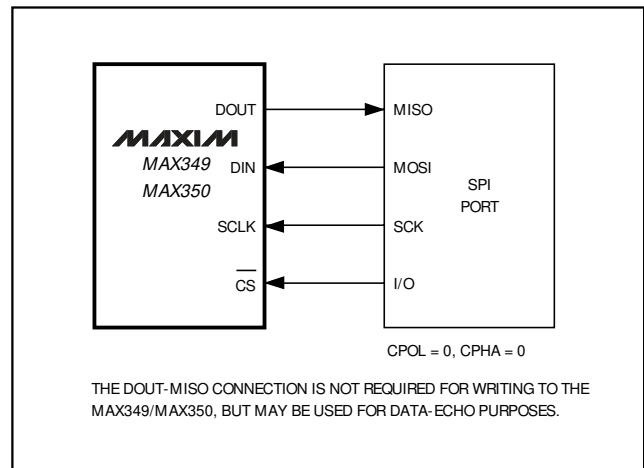 DOUT
MISO
MAXIM
MAX349
MAX350
DIN
MOSI
SPI
PORT
SCLK
SCK
CS
I/O
CPOL = 0, CPHA = 0
THE DOUT-MISO CONNECTION IS NOT REQUIRED FOR WRITING TO THE
MAX349/MAX350, BUT MAY BE USED FOR DATA-ECHO PURPOSES.